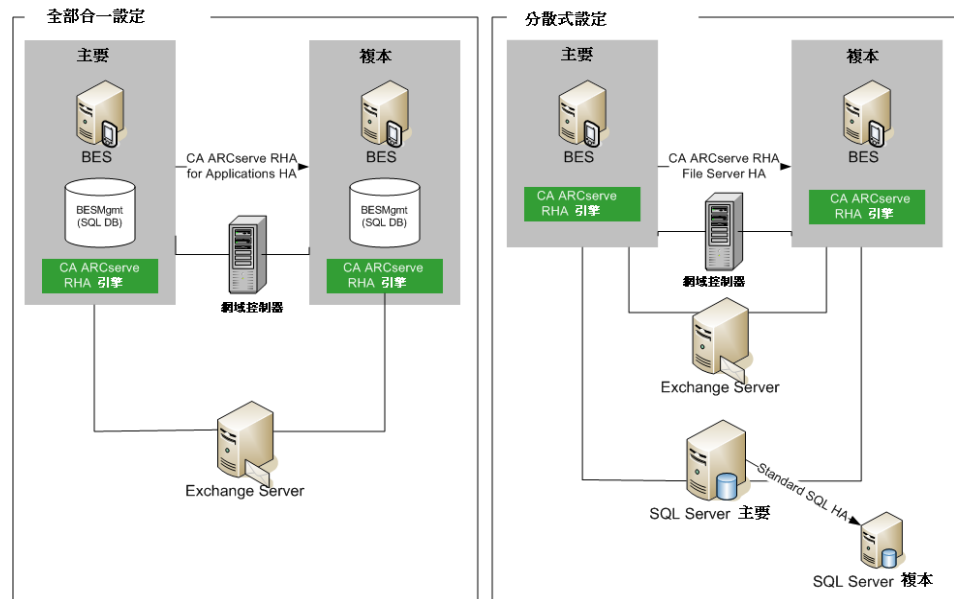 全部合一設定
主要
複本
BES
BES
CA ARCserve RHA
for Applications HA
BESMgmt
(SQL DB)
BESMgmt
(SQL DB)
CA ARCserve
RHA 引擎
CA ARCserve
RHA 引擎
網域控制器
Exchange Server
分散式設定
主要
複本
BES
BES
CA ARCserve RHA
File Server HA
CA ARCserve
RHA 引擎
CA ARCserve
RHA 引擎
網域控制器
Exchange Server
Standard SQL HA
SQL Server 主要
SQL Server 複本